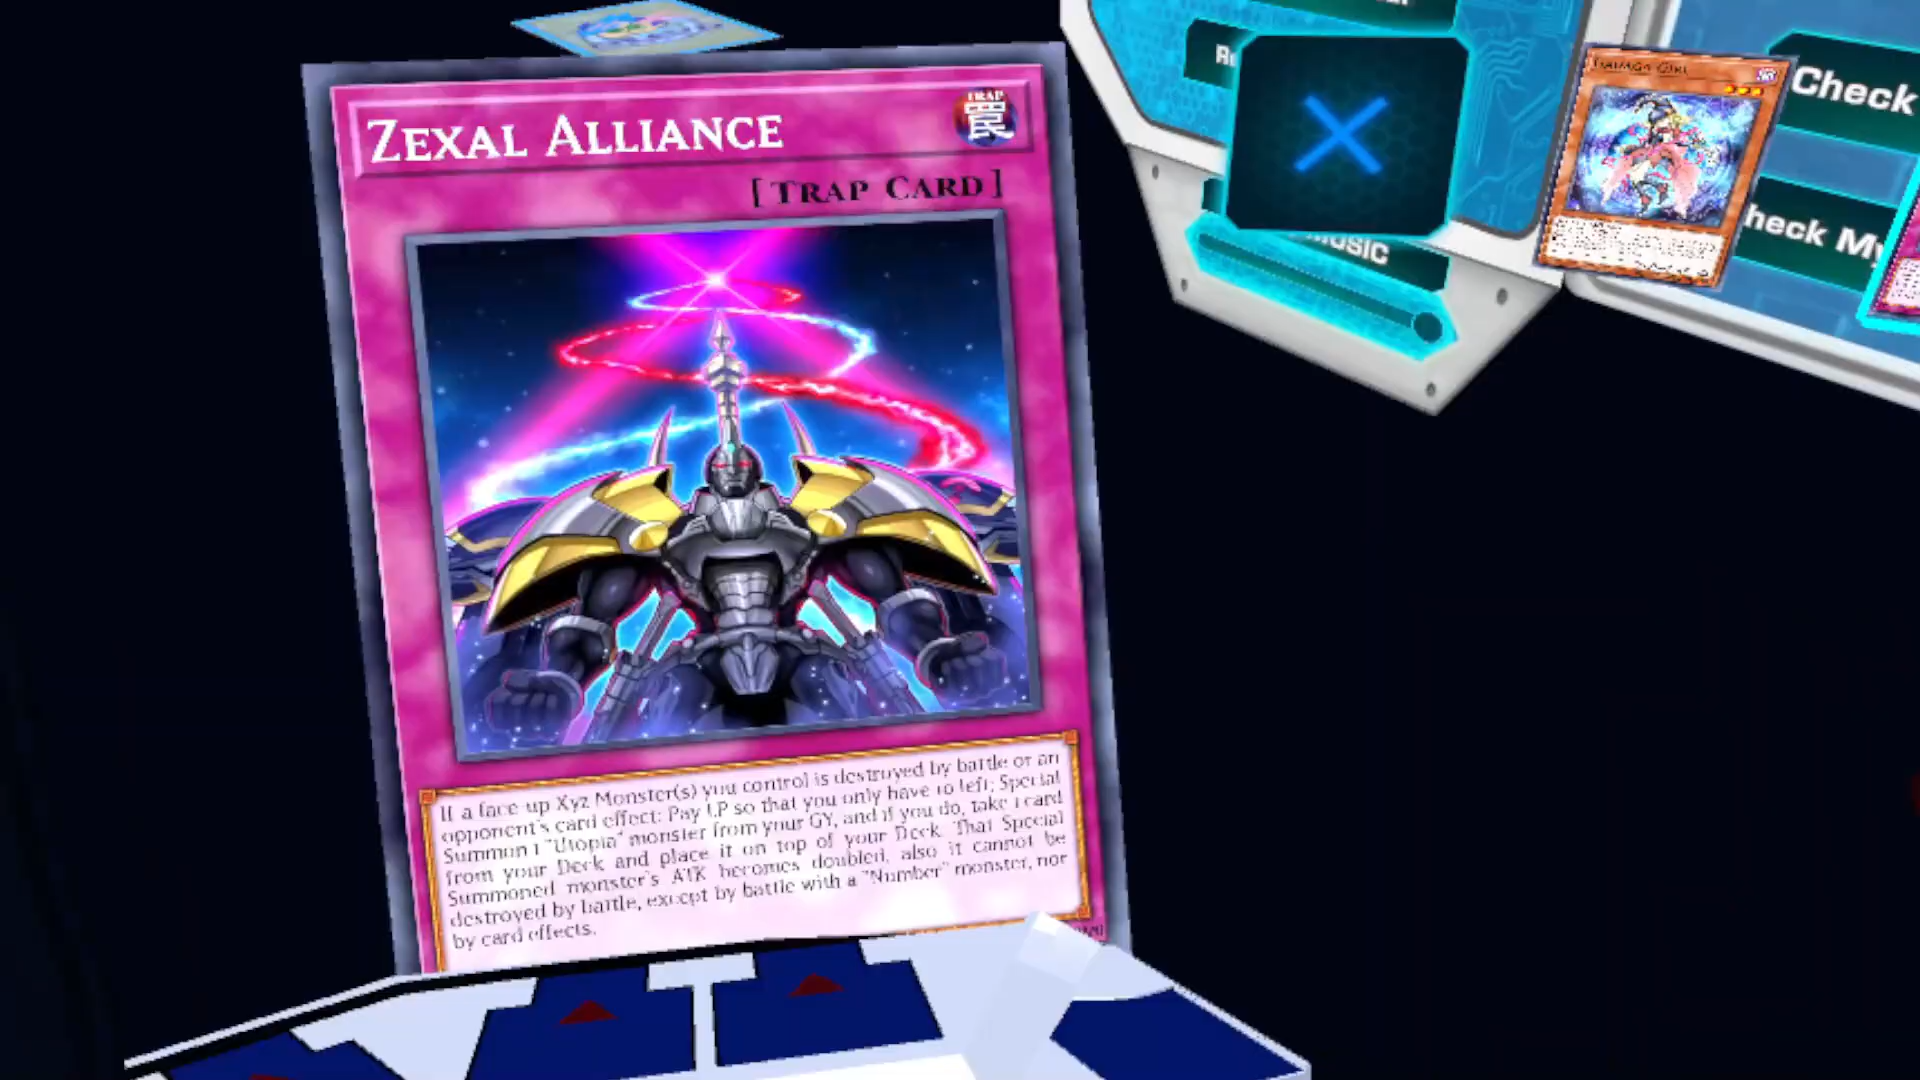 ZEXAL ALLIANCE
TRAP
罠
[TRAP CARD]
If a face-up Xyz Monster(s) you control is destroyed by battle or an
opponent's card effect: Pay LP so that you only have 10 left; Special
Summon 1 "Utopia" monster from your GY, and if you do, take 1 card
from your Deck and place it on top of your Deck. That Special
Summoned monster's ATK becomes doubled, also it cannot be
destroyed by battle, except by battle with a "Number" monster, nor
by card effects.
MUSIC
GAGAGA GIRL
Check
heck My